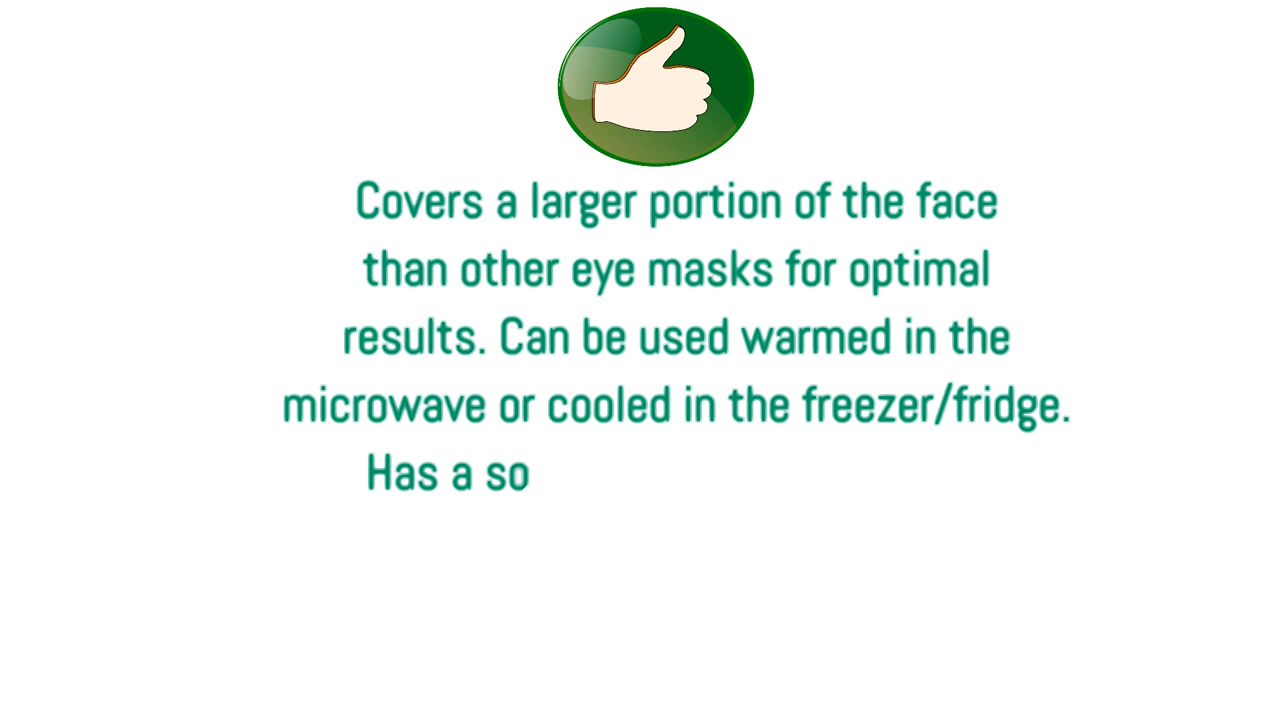 Covers a larger portion of the face
than other eye masks for optimal
results. Can be used warmed in the
microwave or cooled in the freezer/fridge.
Has a so